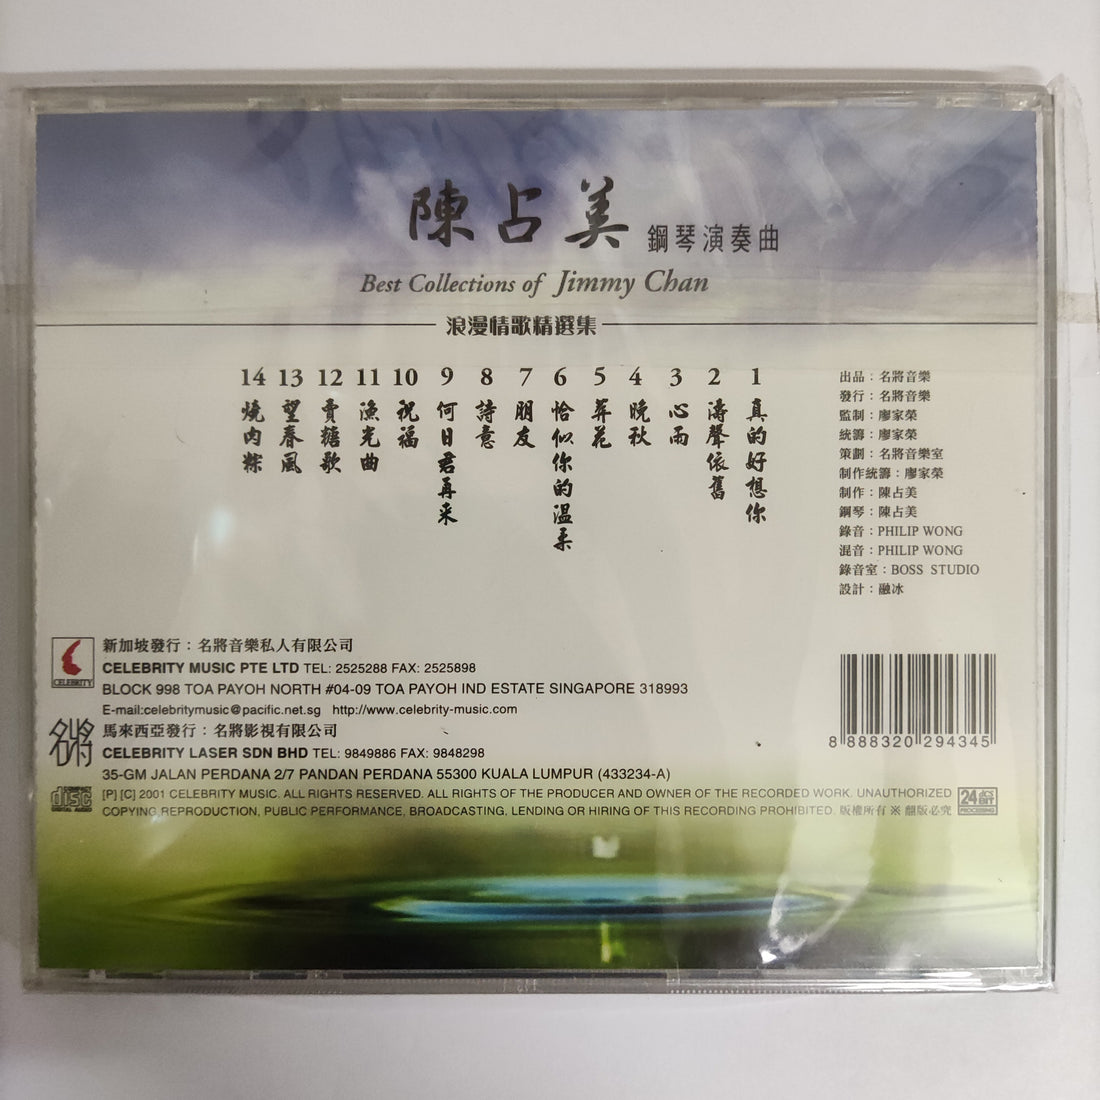 陳占美 鋼琴演奏曲
Best Collections of Jimmy Chan
浪漫情歌精選集
1 真的好想你
2 濤聲依舊
3 心雨
4 晚秋
5 葬花
6 恰似你的溫柔
7 朋友
8 詩意
9 何日君再來
10 祝福
11 漁光曲
12 賣糖歌
13 望春風
14 燒肉粽
出品：名將音樂
發行：名將音樂
監制：廖家榮
統籌：廖家榮
策劃：名將音樂室
制作統籌：廖家榮
制作：陳占美
鋼琴：陳占美
錄音：PHILIP WONG
混音：PHILIP WONG
錄音室：BOSS STUDIO
設計：融冰
CELEBRITY
新加坡發行：名將音樂私人有限公司
CELEBRITY MUSIC PTE LTD TEL: 2525288 FAX: 2525898
BLOCK 998 TOA PAYOH NORTH #04-09 TOA PAYOH IND ESTATE SINGAPORE 318993
E-mail:celebritymusic@pacific.net.sg http://www.celebrity-music.com
名將
馬來西亞發行：名將影視有限公司
CELEBRITY LASER SDN BHD TEL: 9849886 FAX: 9848298
35-GM JALAN PERDANA 2/7 PANDAN PERDANA 55300 KUALA LUMPUR (433234-A)
8 888320 294345
COMPACT
disc
DIGITAL AUDIO
[P] [C] 2001 CELEBRITY MUSIC. ALL RIGHTS RESERVED. ALL RIGHTS OF THE PRODUCER AND OWNER OF THE RECORDED WORK. UNAUTHORIZED
COPYING,REPRODUCTION, PUBLIC PERFORMANCE, BROADCASTING, LENDING OR HIRING OF THIS RECORDING PROHIBITED. 版權所有 ※ 翻版必究
24 dCS BIT
PROCESSING